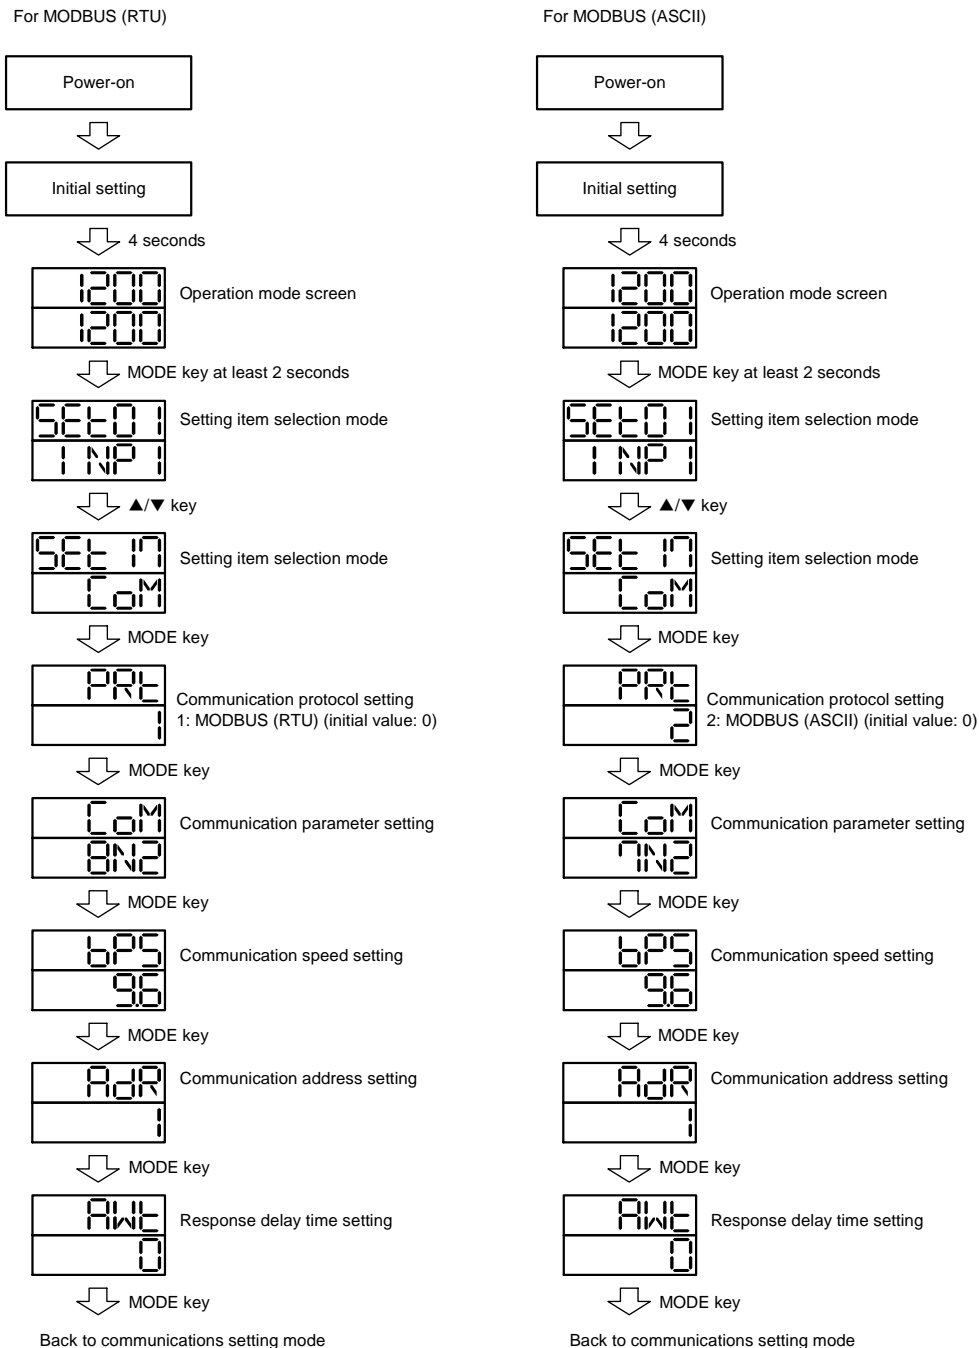 For MODBUS (RTU)
Power-on
Initial setting
4 seconds
1200
1200
Operation mode screen
MODE key at least 2 seconds
SEt01
INP1
Setting item selection mode
▲/▼ key
SEt17
CoM
Setting item selection mode
MODE key
PRt
1
Communication protocol setting
1: MODBUS (RTU) (initial value: 0)
MODE key
CoM
8N2
Communication parameter setting
MODE key
bPS
9.6
Communication speed setting
MODE key
AdR
1
Communication address setting
MODE key
AWt
0
Response delay time setting
MODE key
Back to communications setting mode
For MODBUS (ASCII)
Power-on
Initial setting
4 seconds
1200
1200
Operation mode screen
MODE key at least 2 seconds
SEt01
INP1
Setting item selection mode
▲/▼ key
SEt17
CoM
Setting item selection mode
MODE key
PRt
2
Communication protocol setting
2: MODBUS (ASCII) (initial value: 0)
MODE key
CoM
7N2
Communication parameter setting
MODE key
bPS
9.6
Communication speed setting
MODE key
AdR
1
Communication address setting
MODE key
AWt
0
Response delay time setting
MODE key
Back to communications setting mode